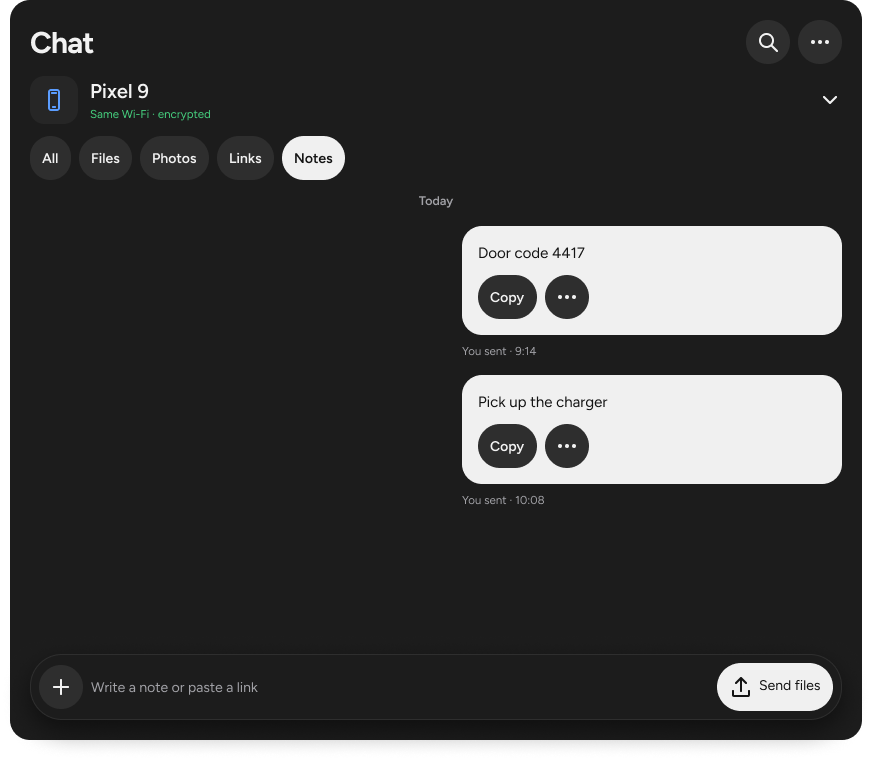 Chat
Pixel 9
Same Wi-Fi · encrypted
All Files Photos Links Notes
Today
Door code 4417
Copy
You sent · 9:14
Pick up the charger
Copy
You sent · 10:08
Write a note or paste a link
Send files